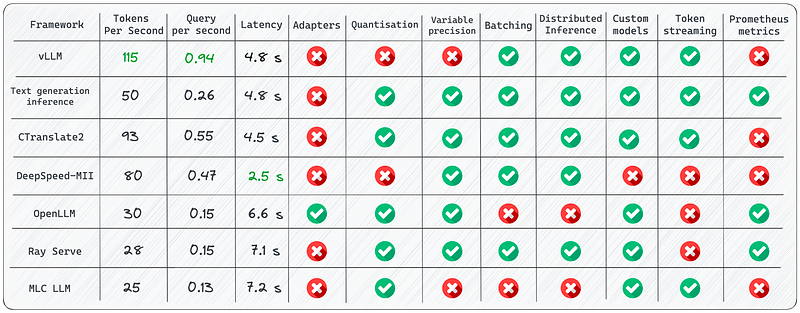 Framework Tokens Per Second Query per second Latency Adapters Quantisation Variable precision Batching Distributed Inference Custom models Token streaming Prometheus metrics
vLLM 115 0.94 4.8 s
Text generation inference 50 0.26 4.8 s
CTranslate2 93 0.55 4.5 s
DeepSpeed-MII 80 0.47 2.5 s
OpenLLM 30 0.15 6.6 s
Ray Serve 28 0.15 7.1 s
MLC LLM 25 0.13 7.2 s